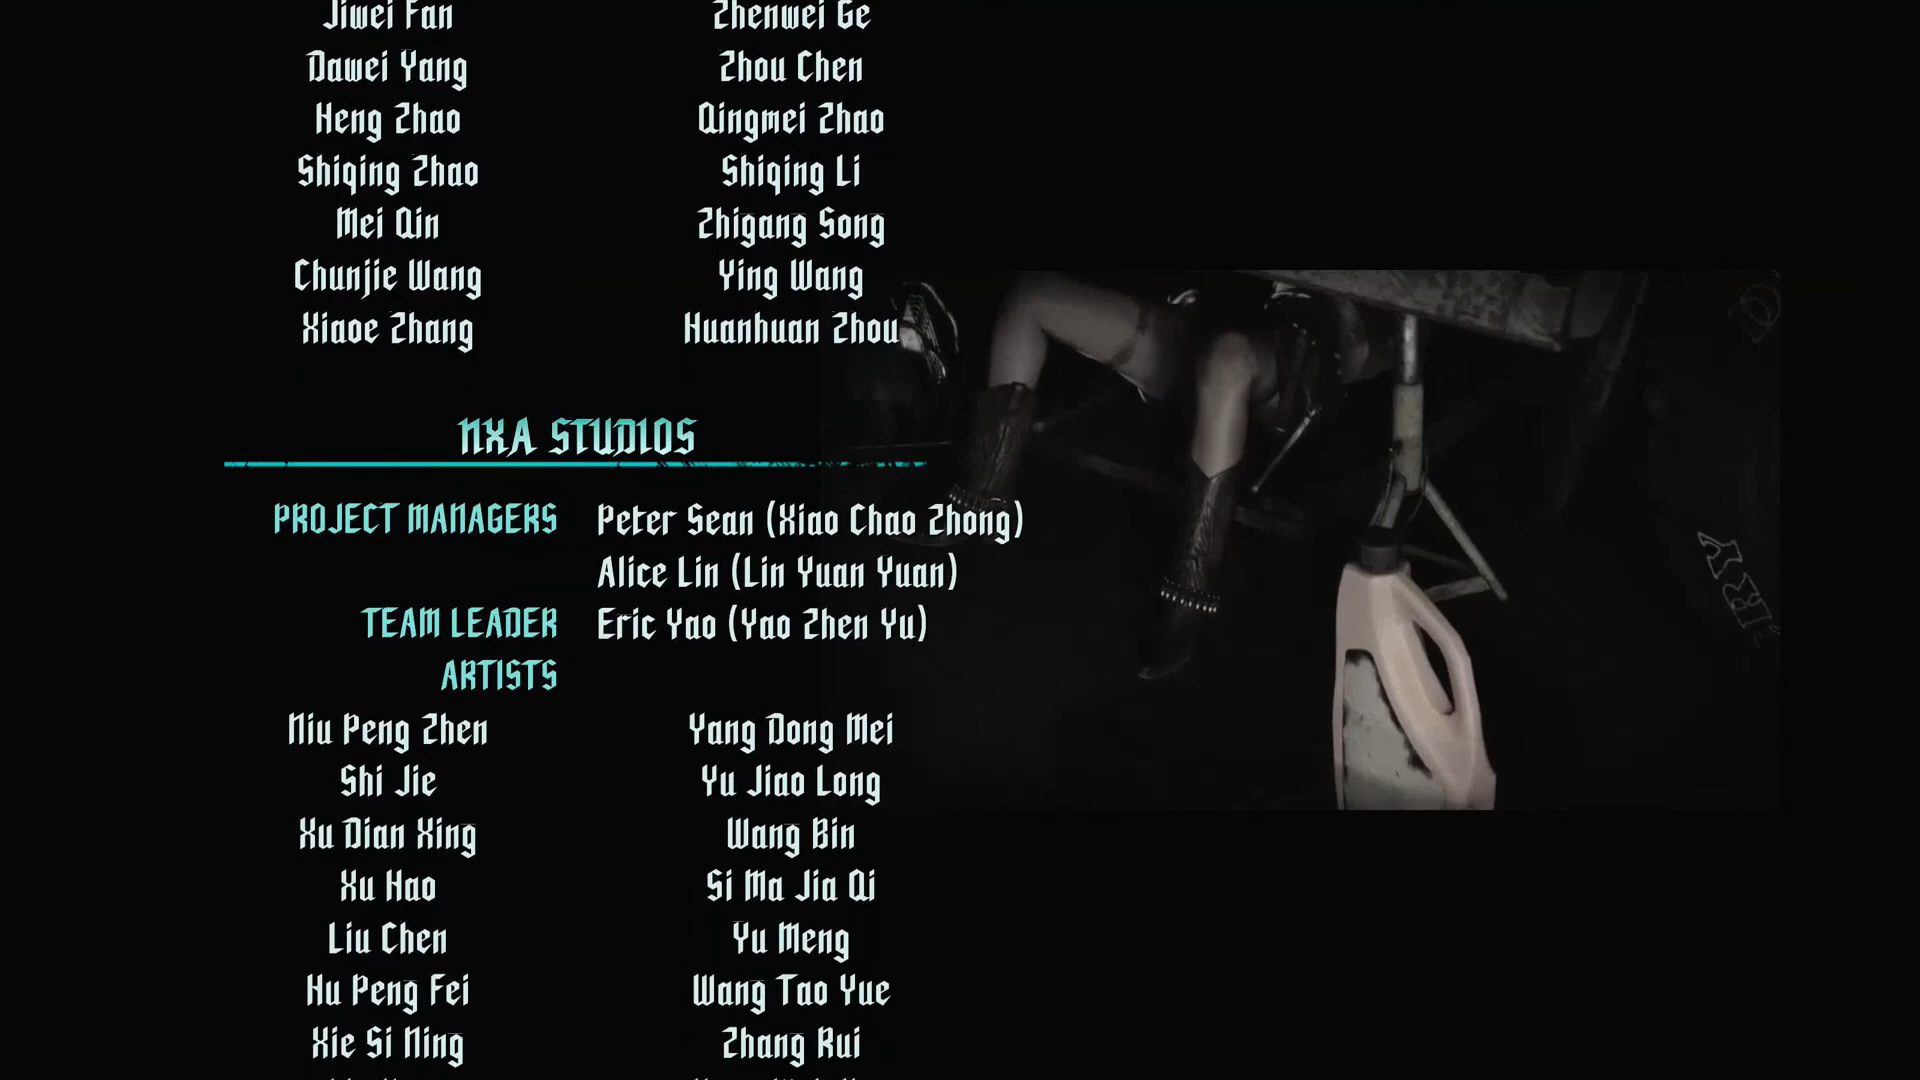 Jiwei Fan Zhenwei Ge
Dawei Yang Zhou Chen
Heng Zhao Qingmei Zhao
Shiqing Zhao Shiqing Li
Mei Qin Zhigang Song
Chunjie Wang Ying Wang
Xiaoe Zhang Huanhuan Zhou
NXA STUDIOS
PROJECT MANAGERS Peter Sean (Xiao Chao Zhong)
Alice Lin (Lin Yuan Yuan)
TEAM LEADER Eric Yao (Yao Zhen Yu)
ARTISTS
Niu Peng Zhen Yang Dong Mei
Shi Jie Yu Jiao Long
Xu Dian Xing Wang Bin
Xu Hao Si Ma Jia Qi
Liu Chen Yu Meng
Hu Peng Fei Wang Tao Yue
Xie Si Ning Zhang Rui